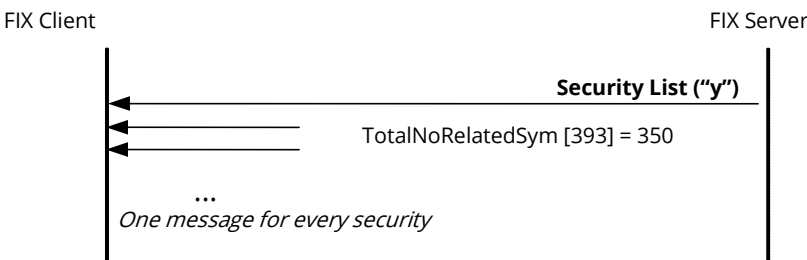 FIX Client
FIX Server
Security List (“y”)
TotalNoRelatedSym [393] = 350
...
One message for every security